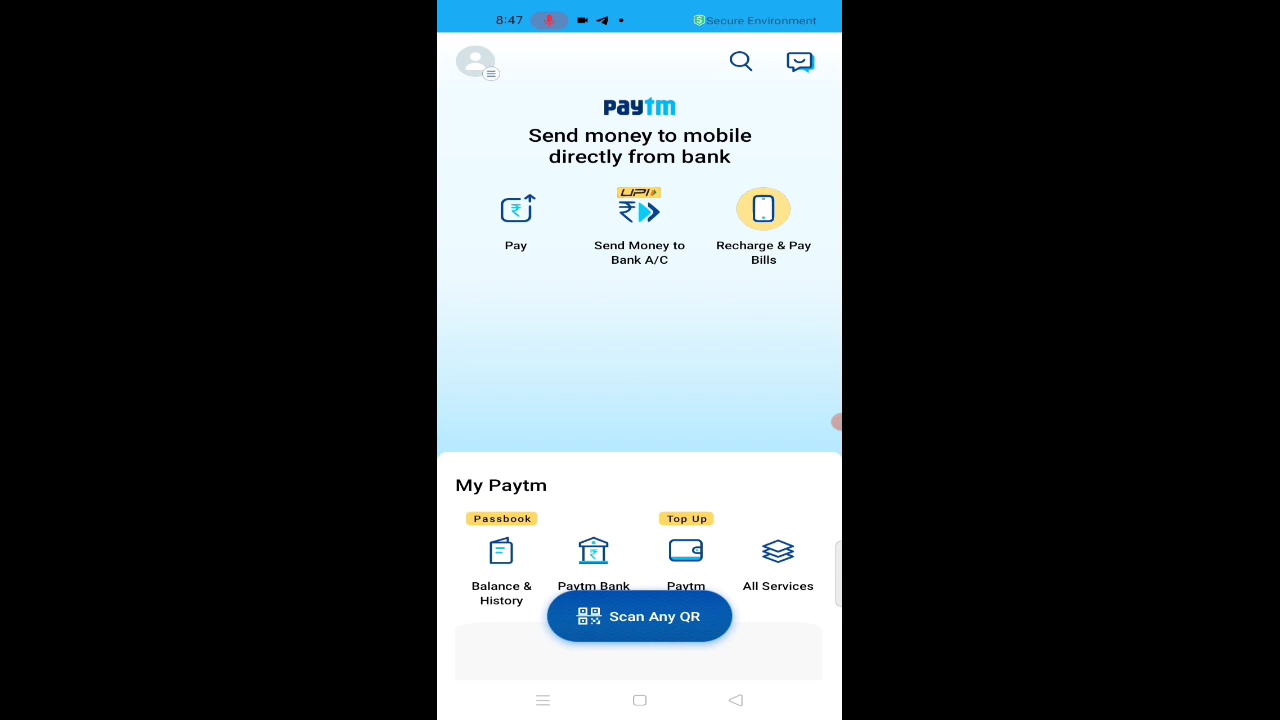 8:47
Secure Environment
paytm
Send money to mobile
directly from bank
UPI
Pay
Send Money to
Bank A/C
Recharge & Pay
Bills
My Paytm
Passbook
Top Up
Balance &
History
Paytm Bank
Paytm
All Services
Scan Any QR